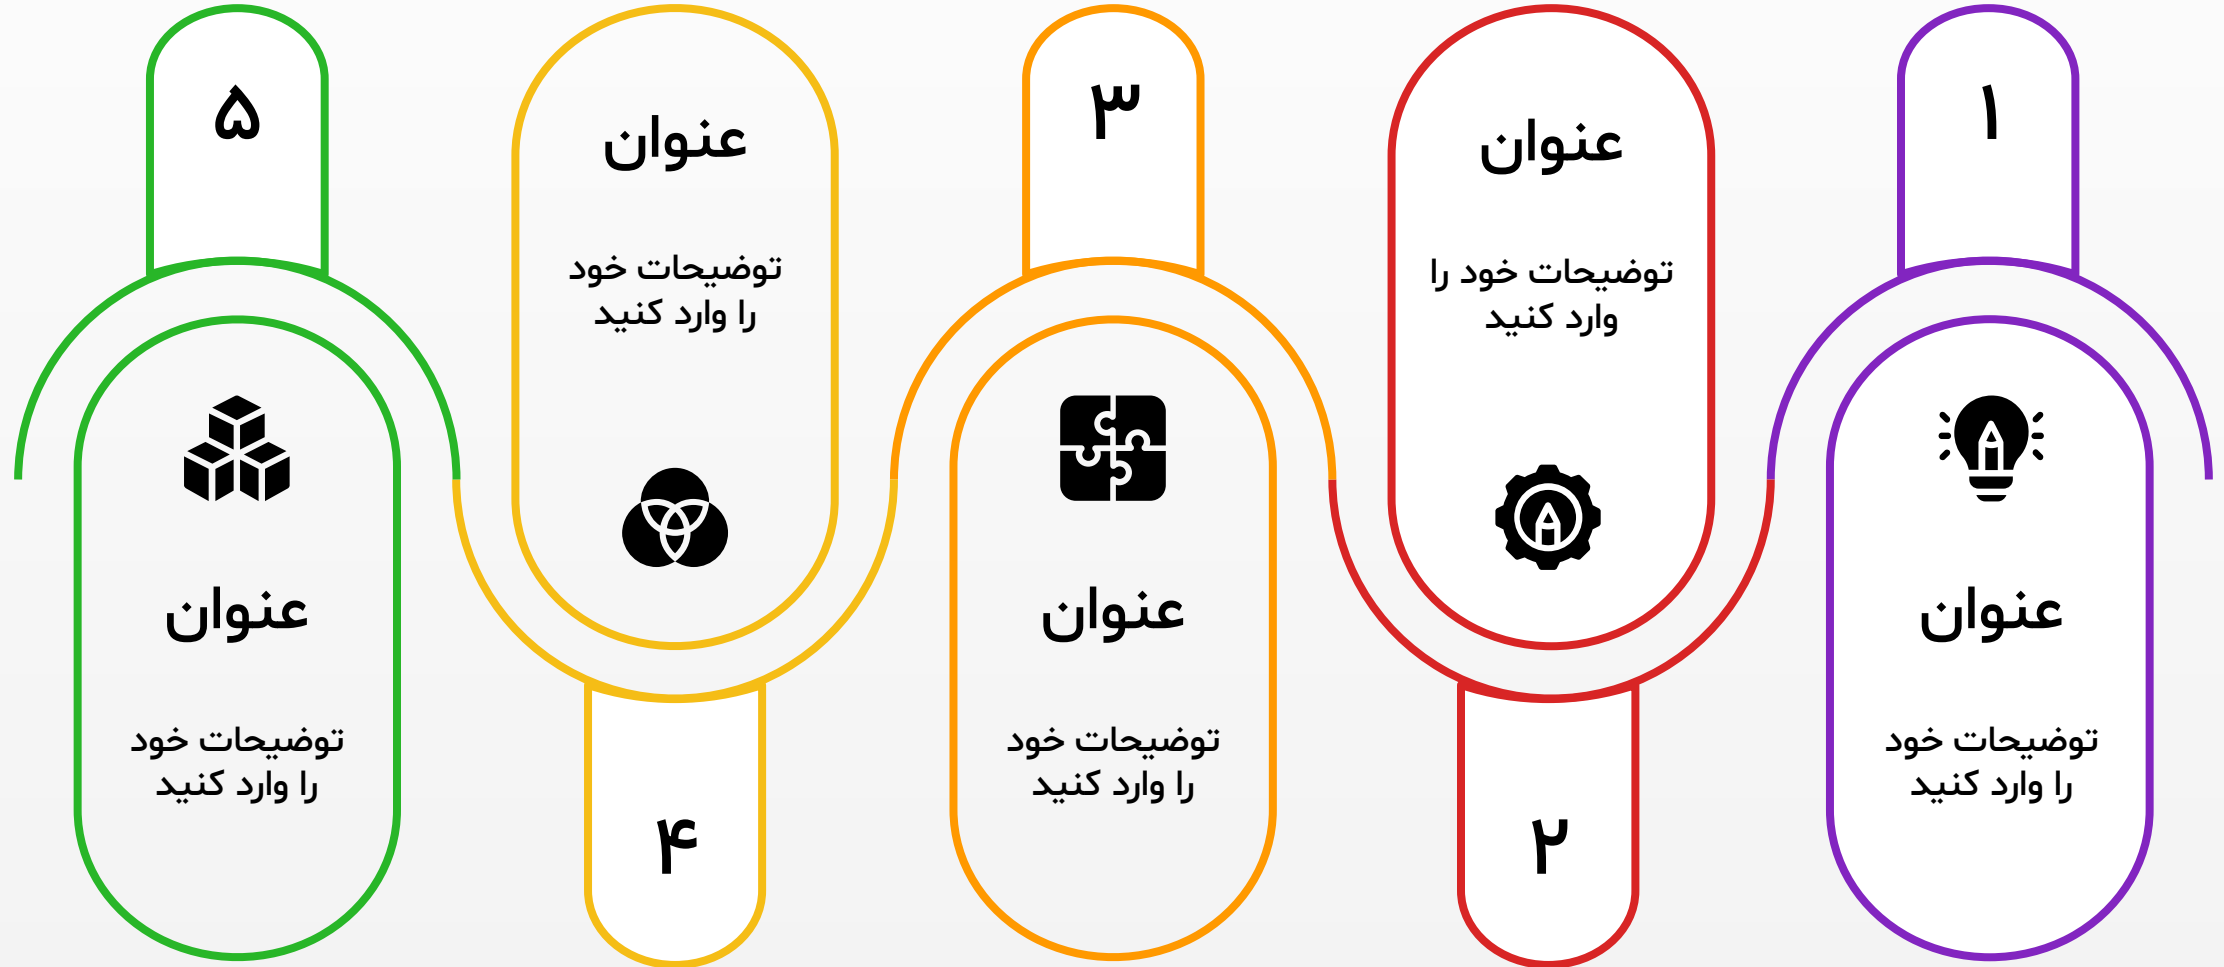 ۱
عنوان
توضیحات خود
را وارد کنید
عنوان
توضیحات خود را
وارد کنید
۲
۳
عنوان
توضیحات خود
را وارد کنید
عنوان
توضیحات خود
را وارد کنید
۴
۵
عنوان
توضیحات خود
را وارد کنید